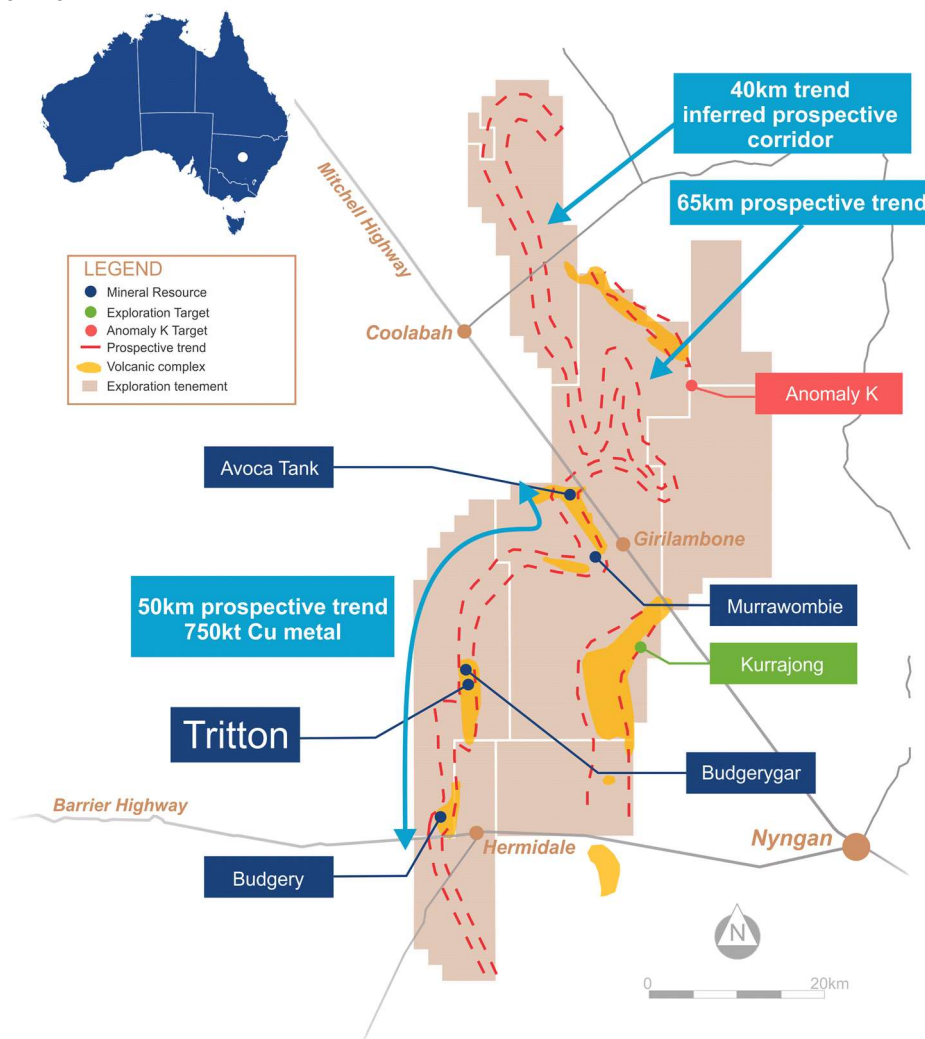 40km trend
inferred prospective
corridor
Mitchell Highway
65km prospective trend
LEGEND
Mineral Resource
Exploration Target
Anomaly K Target
Prospective trend
Volcanic complex
Exploration tenement
Coolabah
Anomaly K
Avoca Tank
Girilambone
50km prospective trend
750kt Cu metal
Murrawombie
Kurrajong
Tritton
Budgerygar
Barrier Highway
Hermidale
Nyngan
Budgery
N
0 20km